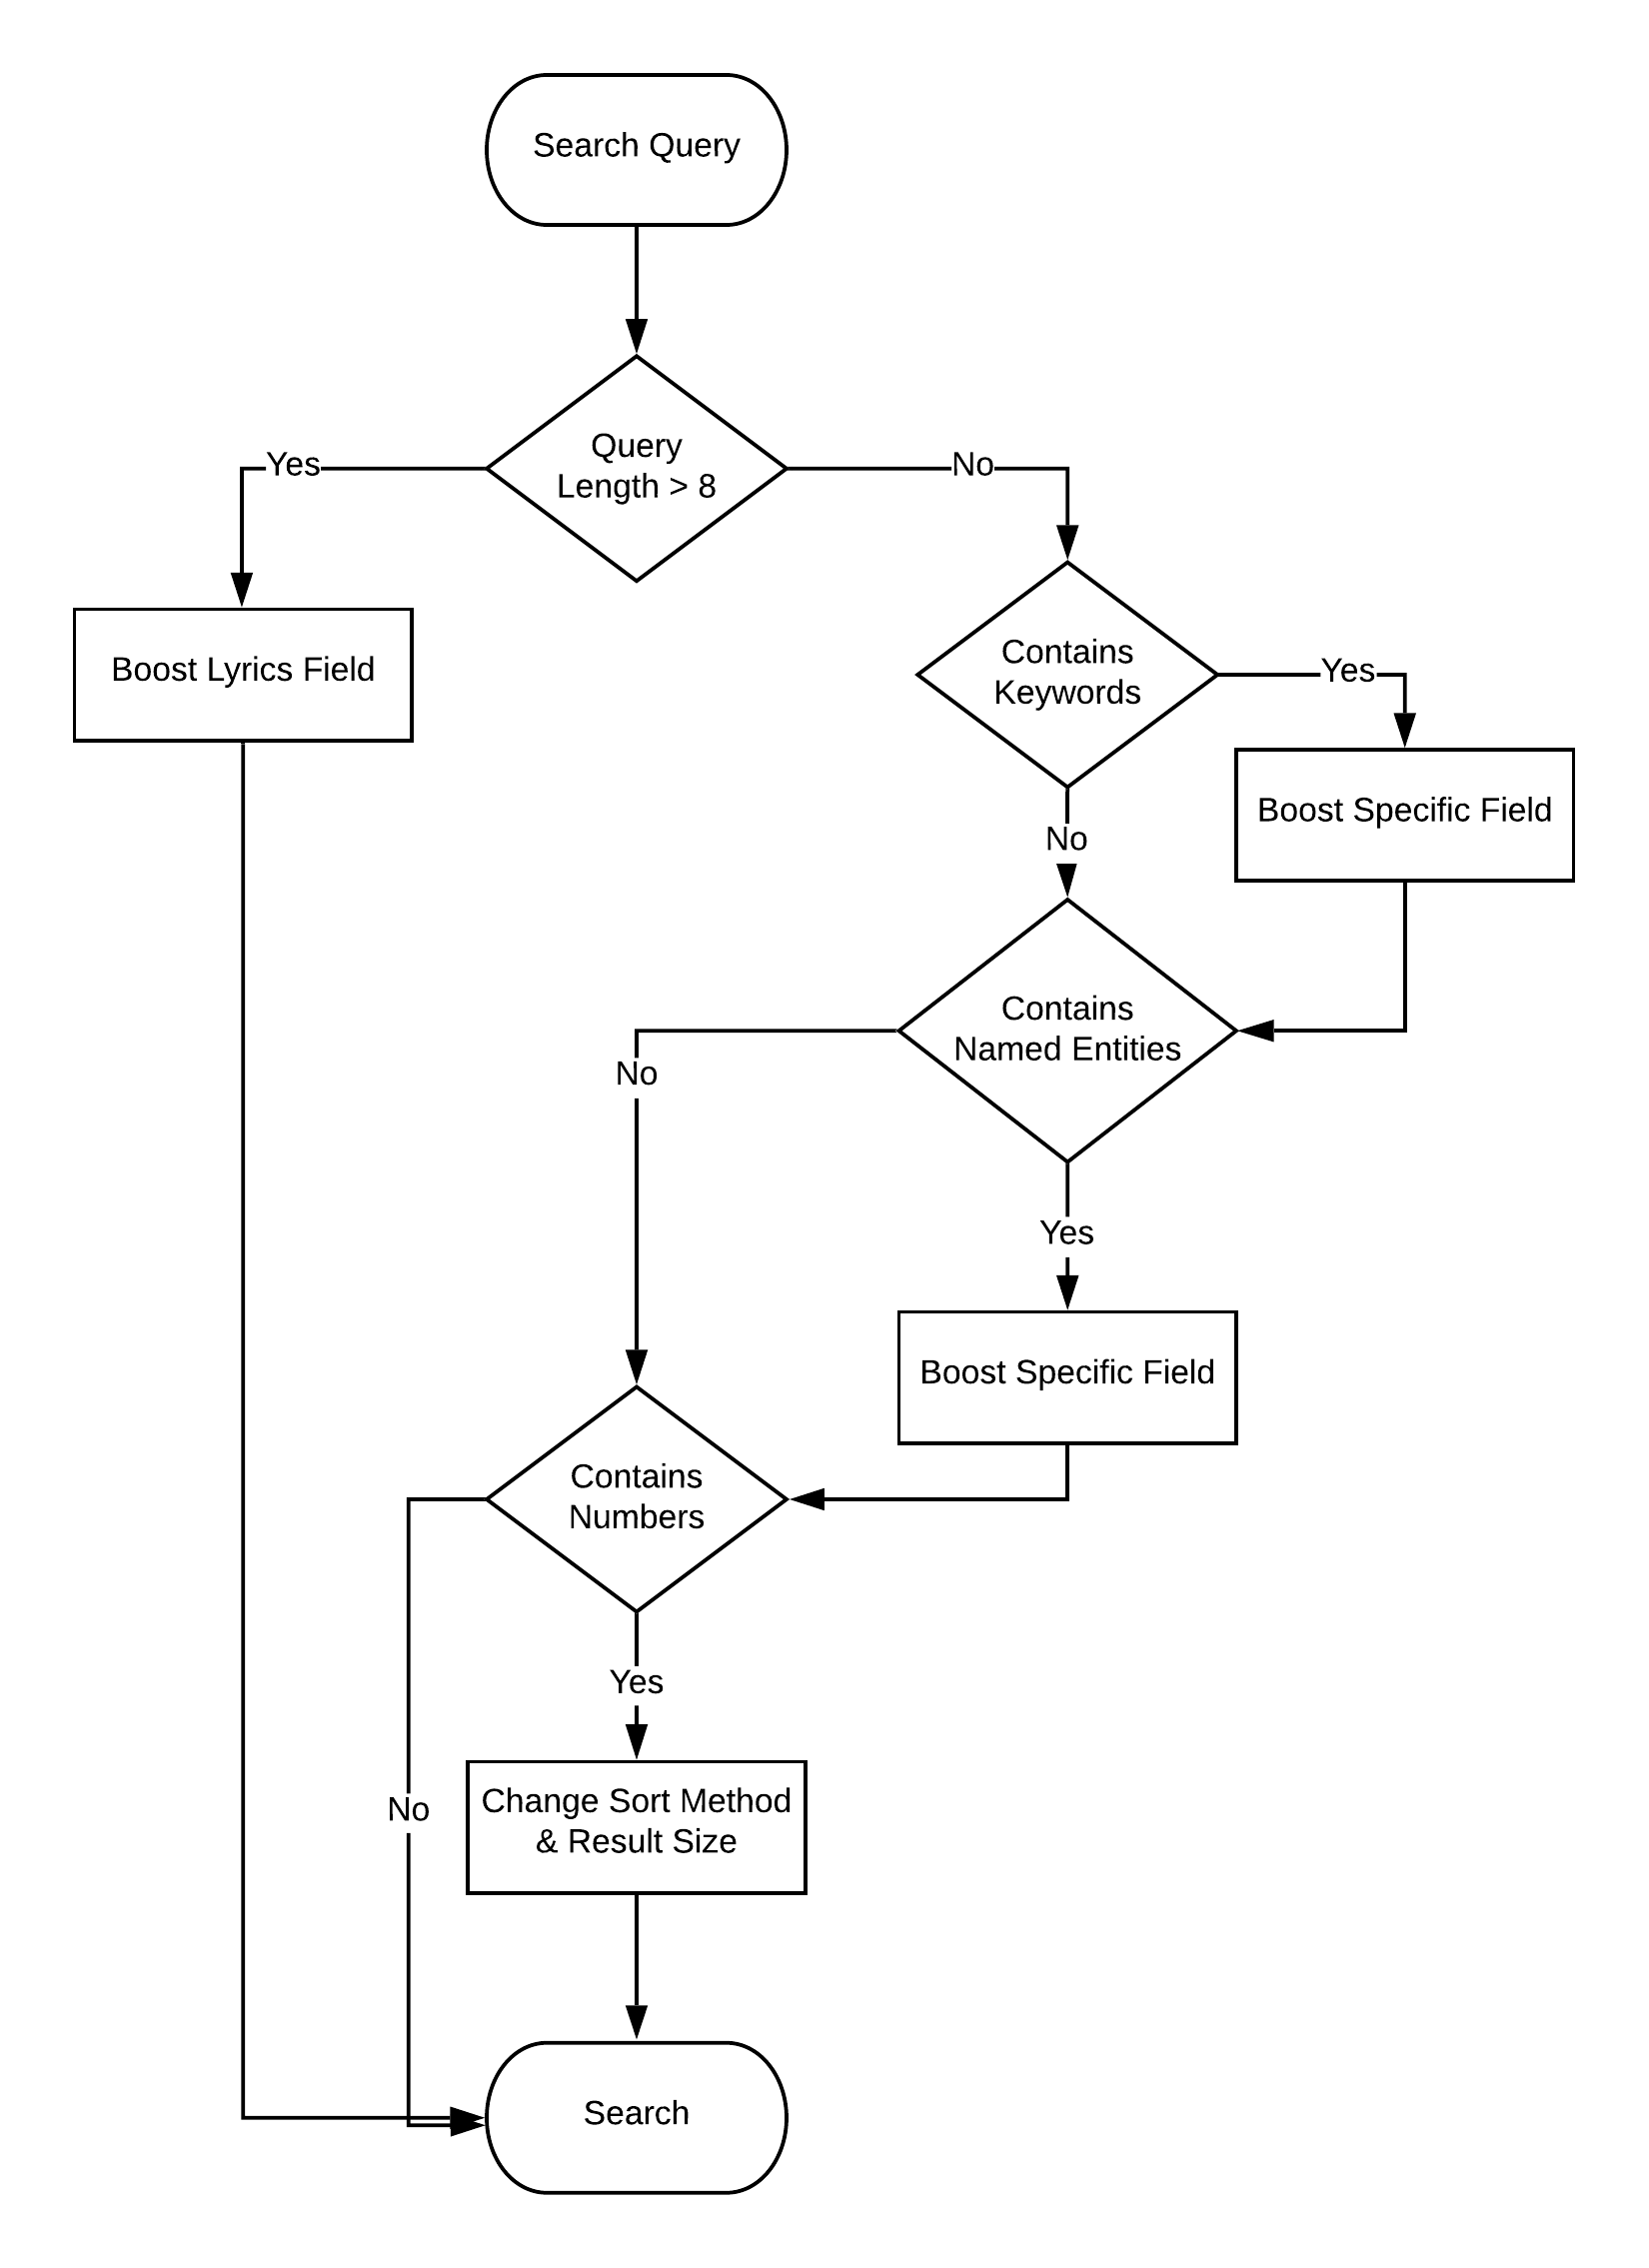 Search Query
Query
Length > 8
Yes
No
Boost Lyrics Field
Contains
Keywords
Yes
Boost Specific Field
No
Contains
Named Entities
No
Yes
Boost Specific Field
Contains
Numbers
Yes
No
Change Sort Method
& Result Size
Search